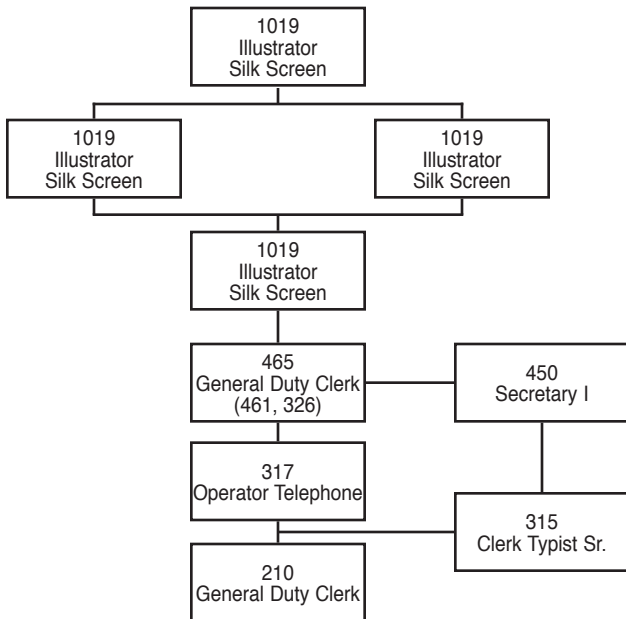 1019
Illustrator
Silk Screen
1019
Illustrator
Silk Screen
1019
Illustrator
Silk Screen
1019
Illustrator
Silk Screen
465
General Duty Clerk
(461, 326)
450
Secretary I
317
Operator Telephone
315
Clerk Typist Sr.
210
General Duty Clerk